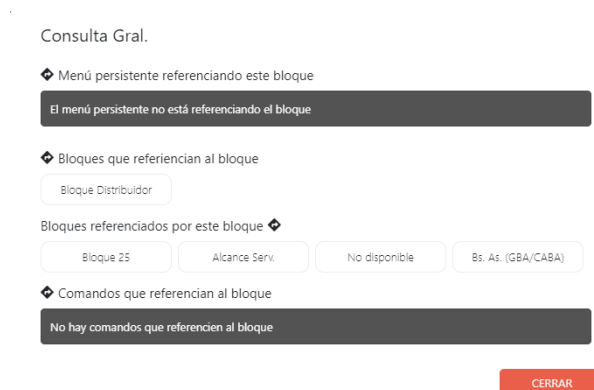 Consulta Gral.
Menú persistente referenciando este bloque
El menú persistente no está referenciando el bloque
Bloques que referiencian al bloque
Bloque Distribuidor
Bloques referenciados por este bloque
Bloque 25 Alcance Serv. No disponible Bs. As. (GBA/CABA)
Comandos que referencian al bloque
No hay comandos que referencien al bloque
CERRAR